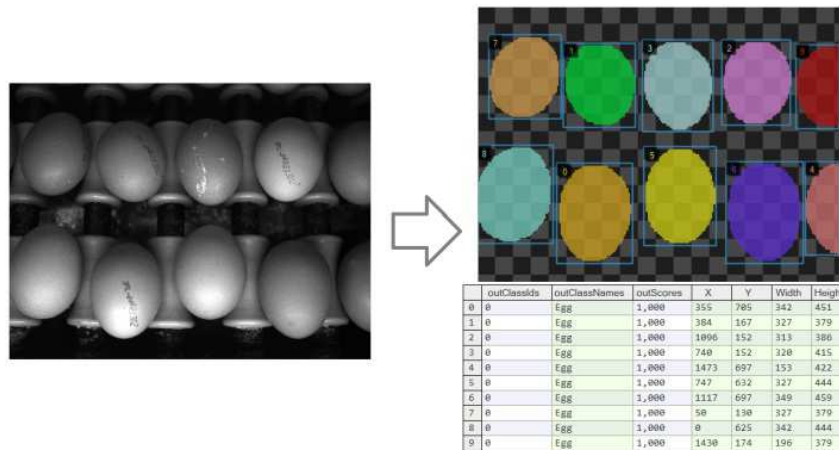 7 1 3 2 9
8 0 5 6 4
outClassIds outClassNames outScores X Y Width Heigh
0 0 Egg 1,000 355 705 342 451
1 0 Egg 1,000 384 167 327 379
2 0 Egg 1,000 1096 152 313 386
3 0 Egg 1,000 740 152 320 415
4 0 Egg 1,000 1473 697 153 422
5 0 Egg 1,000 747 632 327 444
6 0 Egg 1,000 1117 697 349 459
7 0 Egg 1,000 50 130 327 379
8 0 Egg 1,000 0 625 342 444
9 0 Egg 1,000 1430 174 196 379